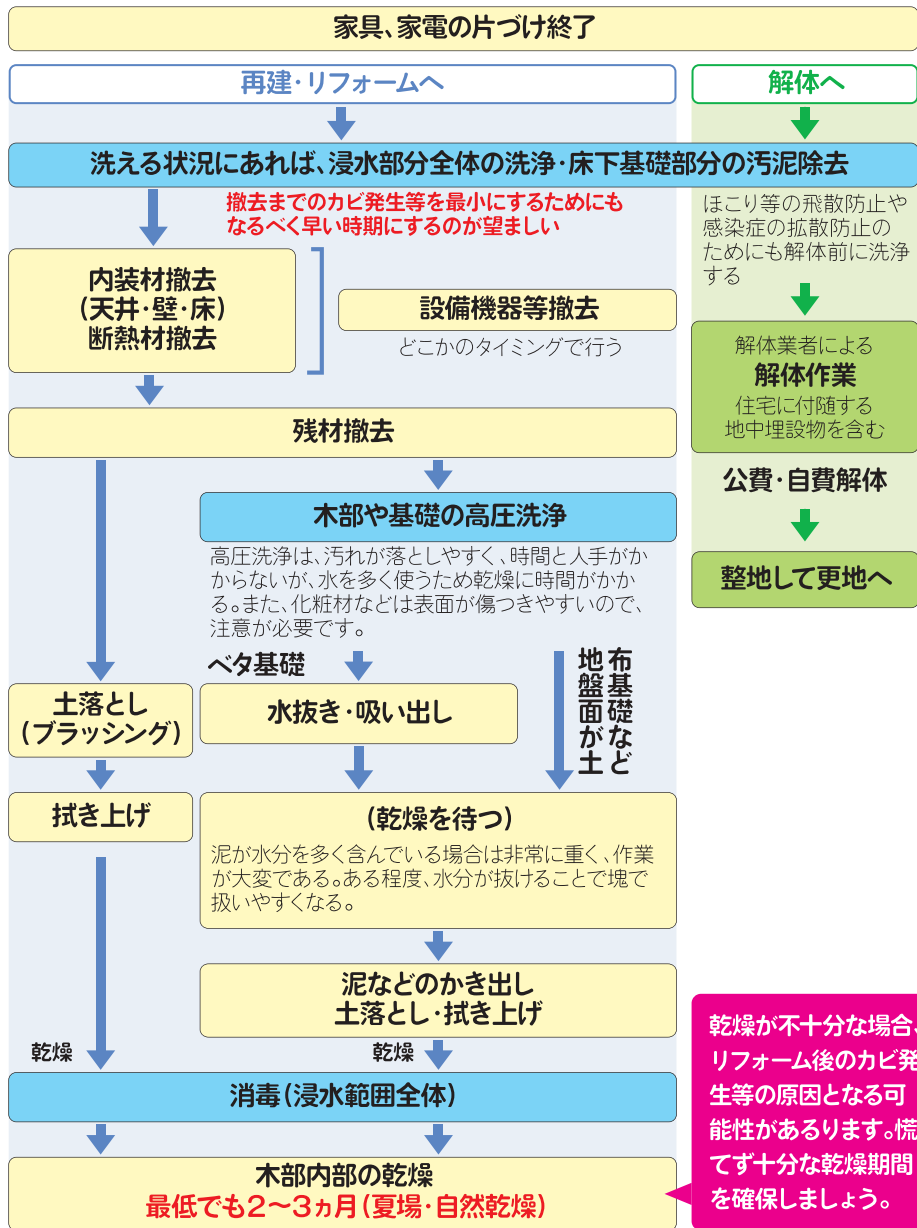 家具、家電の片づけ終了
再建・リフォームへ
洗える状況にあれば、浸水部分全体の洗浄・床下基礎部分の汚泥除去
撤去までのカビ発生等を最小にするためにも
なるべく早い時期にするのが望ましい
内装材撤去
(天井・壁・床)
断熱材撤去
設備機器等撤去
どこかのタイミングで行う
残材撤去
木部や基礎の高圧洗浄
高圧洗浄は、汚れが落としやすく、時間と人手がか
からないが、水を多く使うため乾燥に時間がかか
る。また、化粧材などは表面が傷つきやすいので、
注意が必要です。
ベタ基礎
布基礎など
地盤面が土
土落とし
(ブラッシング)
水抜き・吸い出し
拭き上げ
(乾燥を待つ)
泥が水分を多く含んでいる場合は非常に重く、作業
が大変である。ある程度、水分が抜けることで塊で
扱いやすくなる。
泥などのかき出し
土落とし・拭き上げ
乾燥
乾燥
消毒(浸水範囲全体)
木部内部の乾燥
最低でも2〜3ヵ月(夏場・自然乾燥)
解体へ
ほこり等の飛散防止や
感染症の拡散防止の
ためにも解体前に洗浄
する
解体業者による
解体作業
住宅に付随する
地中埋設物を含む
公費・自費解体
整地して更地へ
乾燥が不十分な場合、
リフォーム後のカビ発
生等の原因となる可
能性があるります。慌
てず十分な乾燥期間
を確保しましょう。